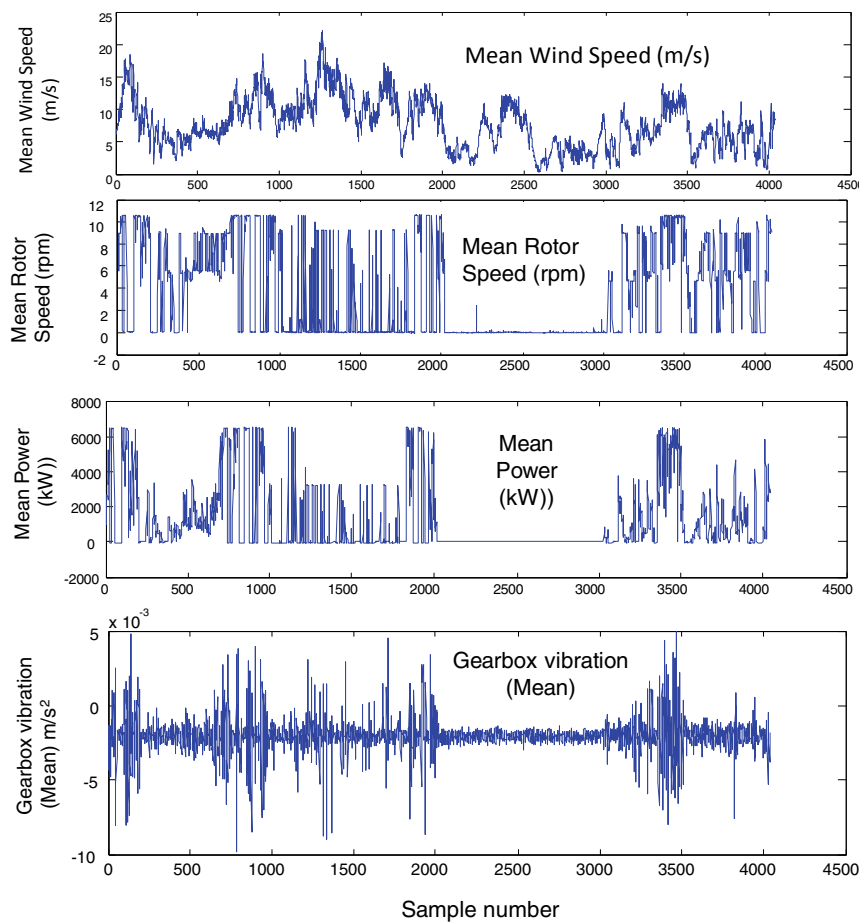 Mean Wind Speed
(m/s)
25
20
15
10
5
0
Mean Wind Speed (m/s)
0 500 1000 1500 2000 2500 3000 3500 4000 4500
Mean Rotor
Speed (rpm)
12
10
8
6
4
2
0
-2
Mean Rotor
Speed (rpm)
0 500 1000 1500 2000 2500 3000 3500 4000 4500
Mean Power
(kW))
8000
6000
4000
2000
0
-2000
Mean
Power
(kW))
0 500 1000 1500 2000 2500 3000 3500 4000 4500
x 10-3
Gearbox vibration
(Mean) m/s²
5
0
-5
-10
Gearbox vibration
(Mean)
0 500 1000 1500 2000 2500 3000 3500 4000 4500
Sample number